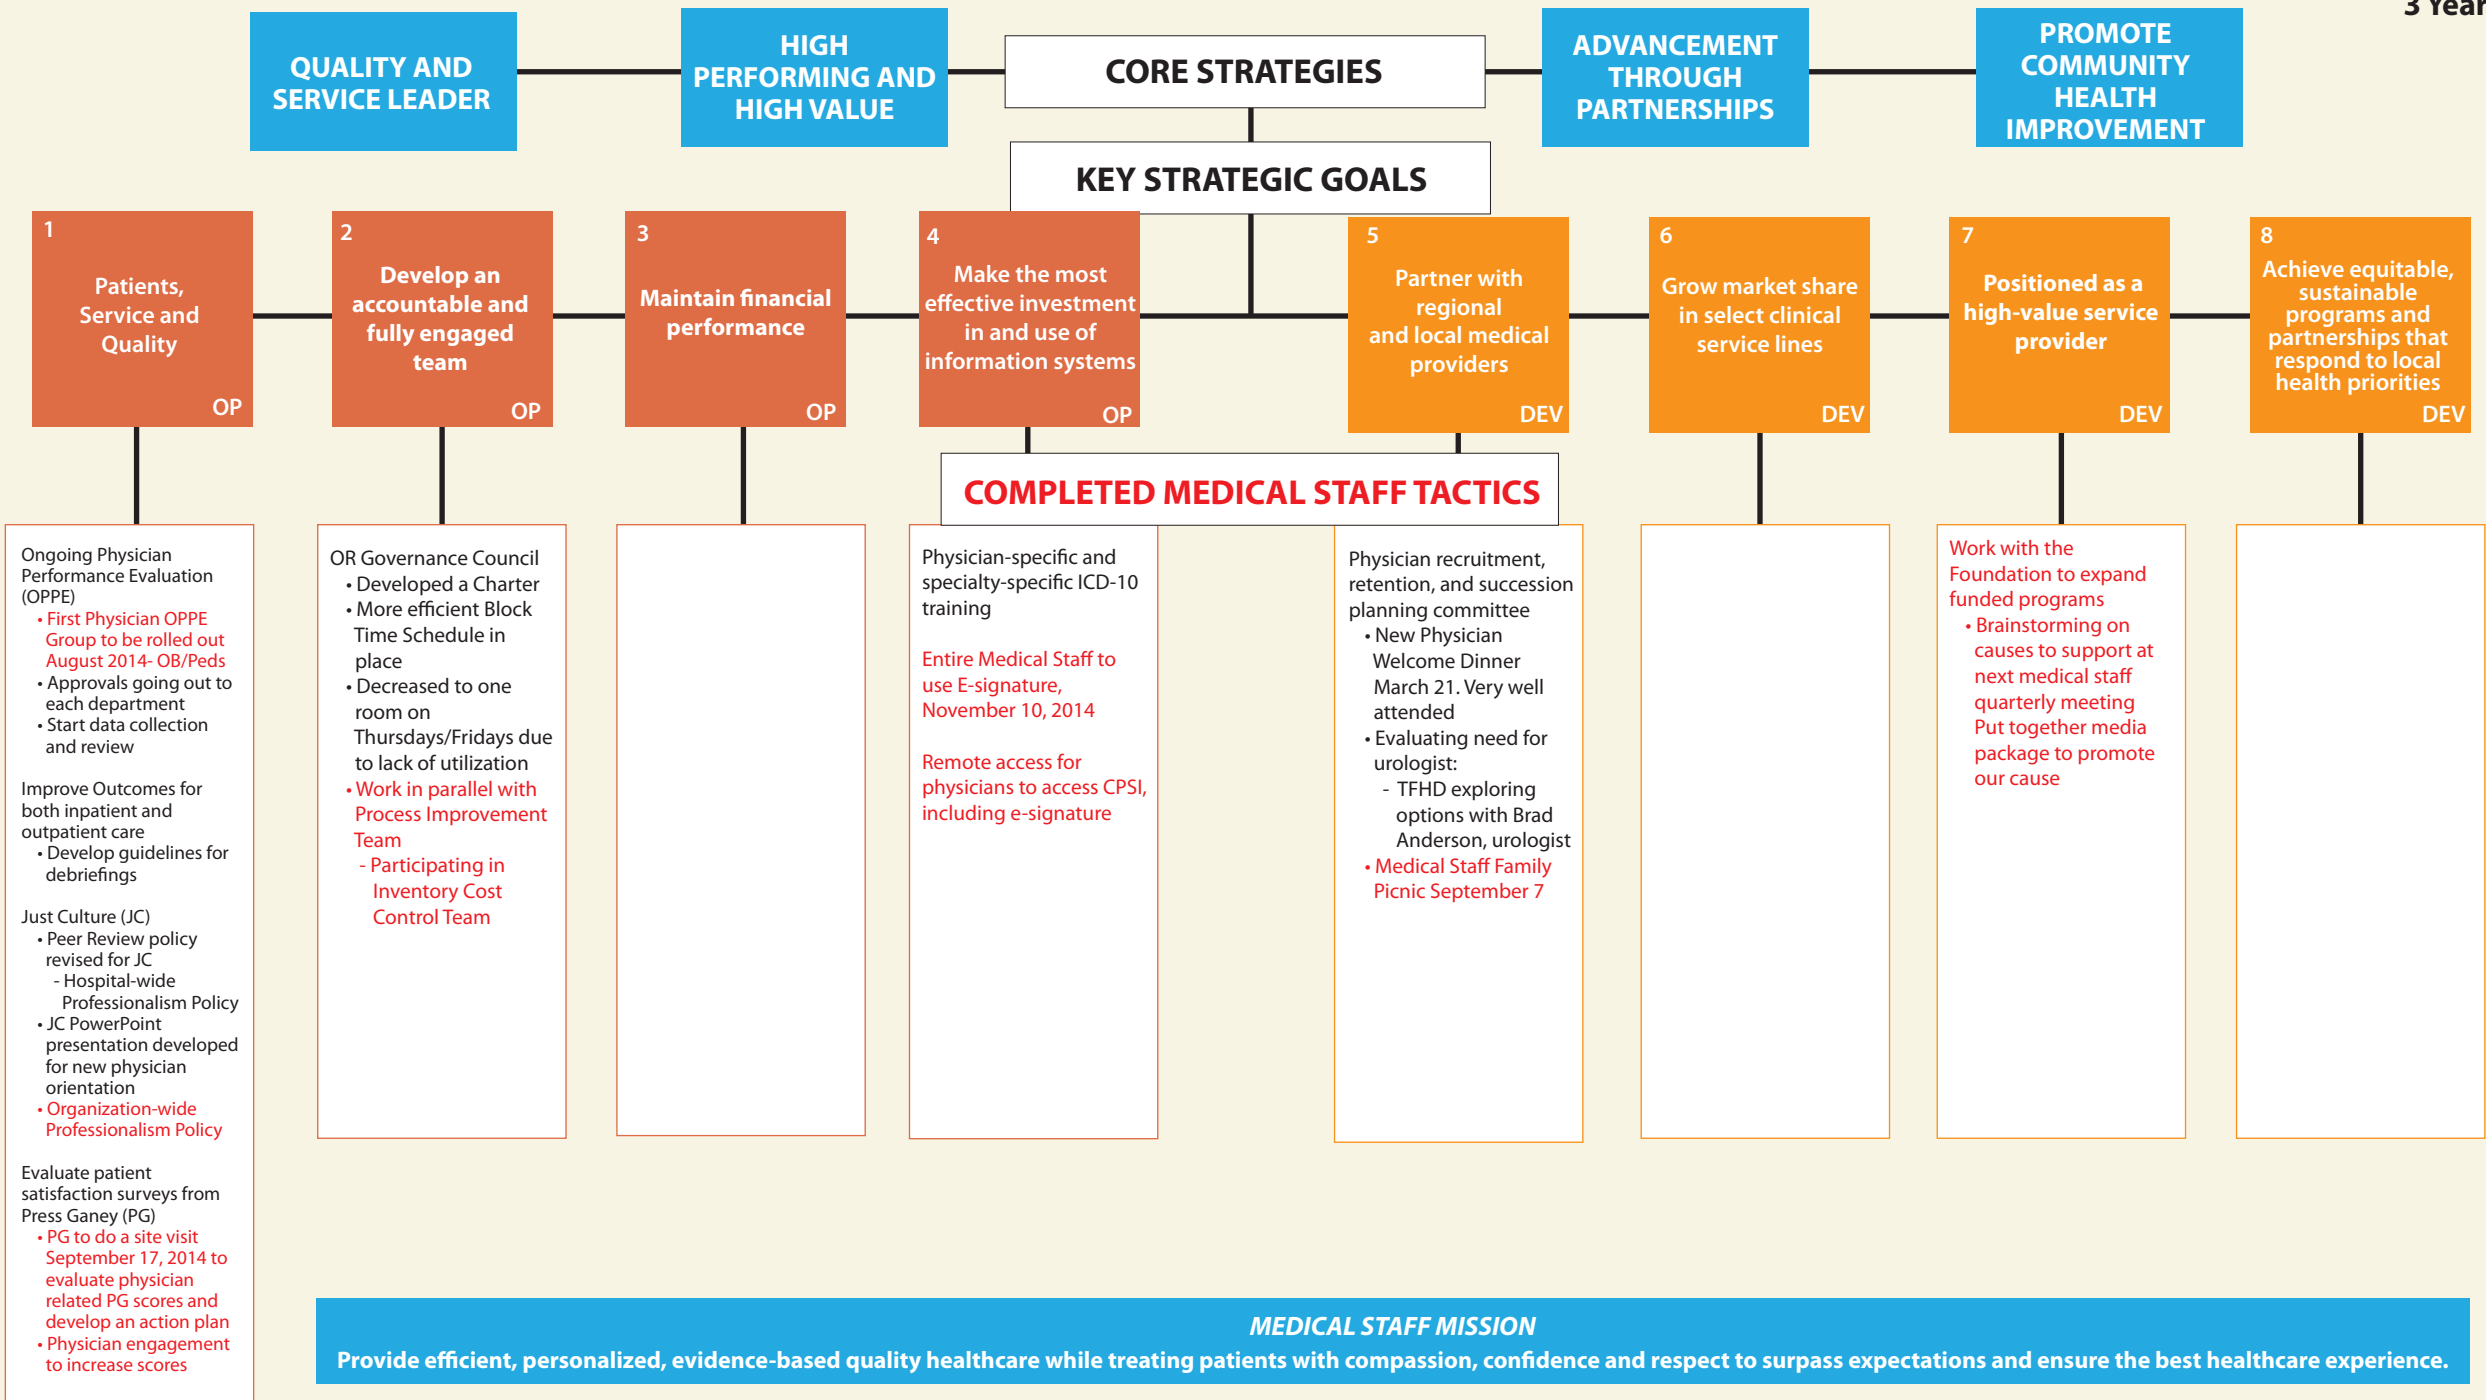 3 Year
QUALITY AND
SERVICE LEADER
HIGH
PERFORMING AND
HIGH VALUE
CORE STRATEGIES
ADVANCEMENT
THROUGH
PARTNERSHIPS
PROMOTE
COMMUNITY
HEALTH
IMPROVEMENT
KEY STRATEGIC GOALS
1
Patients,
Service and
Quality
OP
2
Develop an
accountable and
fully engaged
team
OP
3
Maintain financial
performance
OP
4
Make the most
effective investment
in and use of
information systems
OP
5
Partner with
regional
and local medical
providers
DEV
6
Grow market share
in select clinical
service lines
DEV
7
Positioned as a
high-value service
provider
DEV
8
Achieve equitable,
sustainable
programs and
partnerships that
respond to local
health priorities
DEV
COMPLETED MEDICAL STAFF TACTICS
Ongoing Physician
Performance Evaluation
(OPPE)
• First Physician OPPE
Group to be rolled out
August 2014- OB/Peds
• Approvals going out to
each department
• Start data collection
and review
Improve Outcomes for
both inpatient and
outpatient care
• Develop guidelines for
debriefings
Just Culture (JC)
• Peer Review policy
revised for JC
- Hospital-wide
Professionalism Policy
• JC PowerPoint
presentation developed
for new physician
orientation
• Organization-wide
Professionalism Policy
Evaluate patient
satisfaction surveys from
Press Ganey (PG)
• PG to do a site visit
September 17, 2014 to
evaluate physician
related PG scores and
develop an action plan
• Physician engagement
to increase scores
OR Governance Council
• Developed a Charter
• More efficient Block
Time Schedule in
place
• Decreased to one
room on
Thursdays/Fridays due
to lack of utilization
• Work in parallel with
Process Improvement
Team
- Participating in
Inventory Cost
Control Team
Physician-specific and
specialty-specific ICD-10
training
Entire Medical Staff to
use E-signature,
November 10, 2014
Remote access for
physicians to access CPSI,
including e-signature
Physician recruitment,
retention, and succession
planning committee
• New Physician
Welcome Dinner
March 21. Very well
attended
• Evaluating need for
urologist:
- TFHD exploring
options with Brad
Anderson, urologist
• Medical Staff Family
Picnic September 7
Work with the
Foundation to expand
funded programs
• Brainstorming on
causes to support at
next medical staff
quarterly meeting
Put together media
package to promote
our cause
MEDICAL STAFF MISSION
Provide efficient, personalized, evidence-based quality healthcare while treating patients with compassion, confidence and respect to surpass expectations and ensure the best healthcare experience.